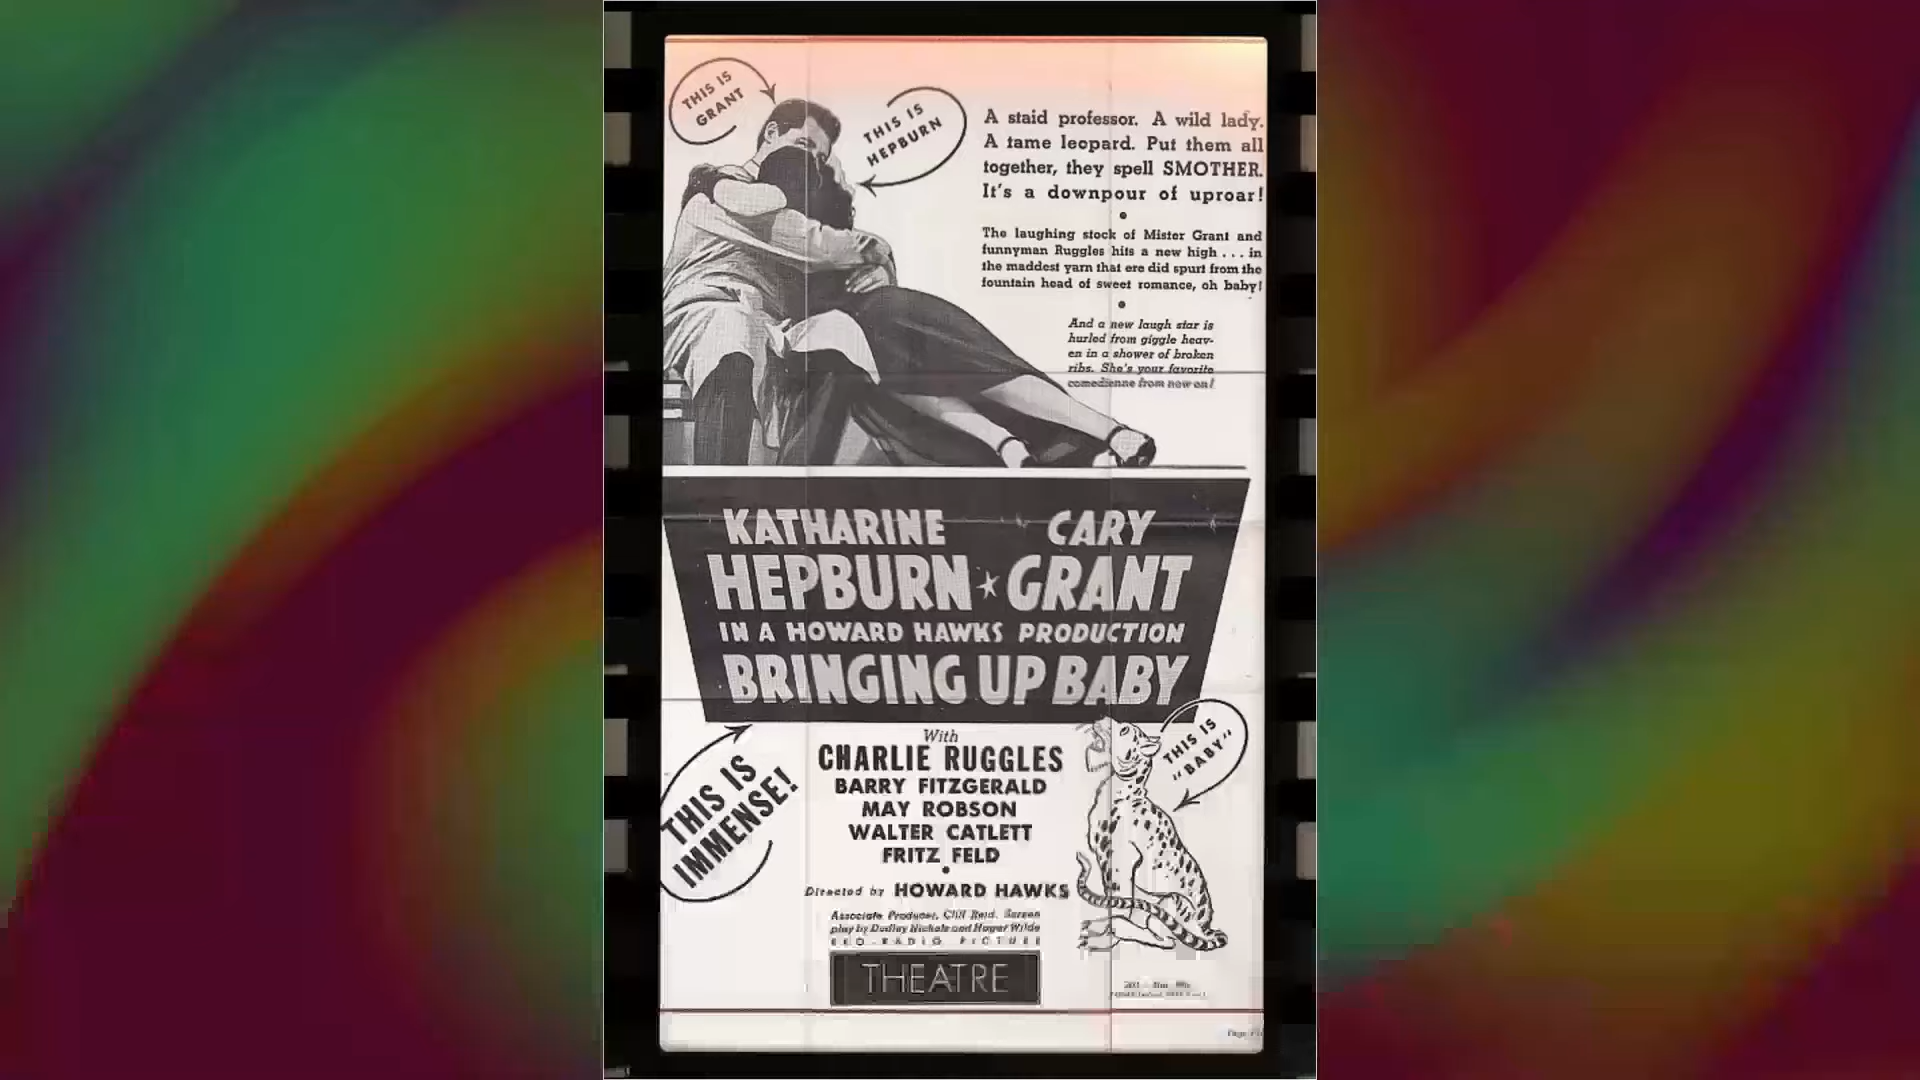 THIS IS
GRANT
THIS IS
HEPBURN
A staid professor. A wild lady.
A tame leopard. Put them all
together, they spell SMOTHER.
It's a downpour of uproar!
The laughing stock of Mister Grant and
funnyman Ruggles hits a new high . . . in
the maddest yarn that ere did spurt from the
fountain head of sweet romance, oh baby!
And a new laugh star is
hurled from giggle heav-
en in a shower of broken
ribs. She's your favorite
comedienne from now on!
KATHARINE CARY
HEPBURN ★ GRANT
IN A HOWARD HAWKS PRODUCTION
BRINGING UP BABY
THIS IS
IMMENSE!
With
CHARLIE RUGGLES
BARRY FITZGERALD
MAY ROBSON
WALTER CATLETT
FRITZ FELD
Directed by HOWARD HAWKS
Associate Producer, Cliff Reid. Screen
play by Dudley Nichols and Hagar Wilde
RKO-RADIO PICTURE
THEATRE
THIS IS
"BABY"
Page